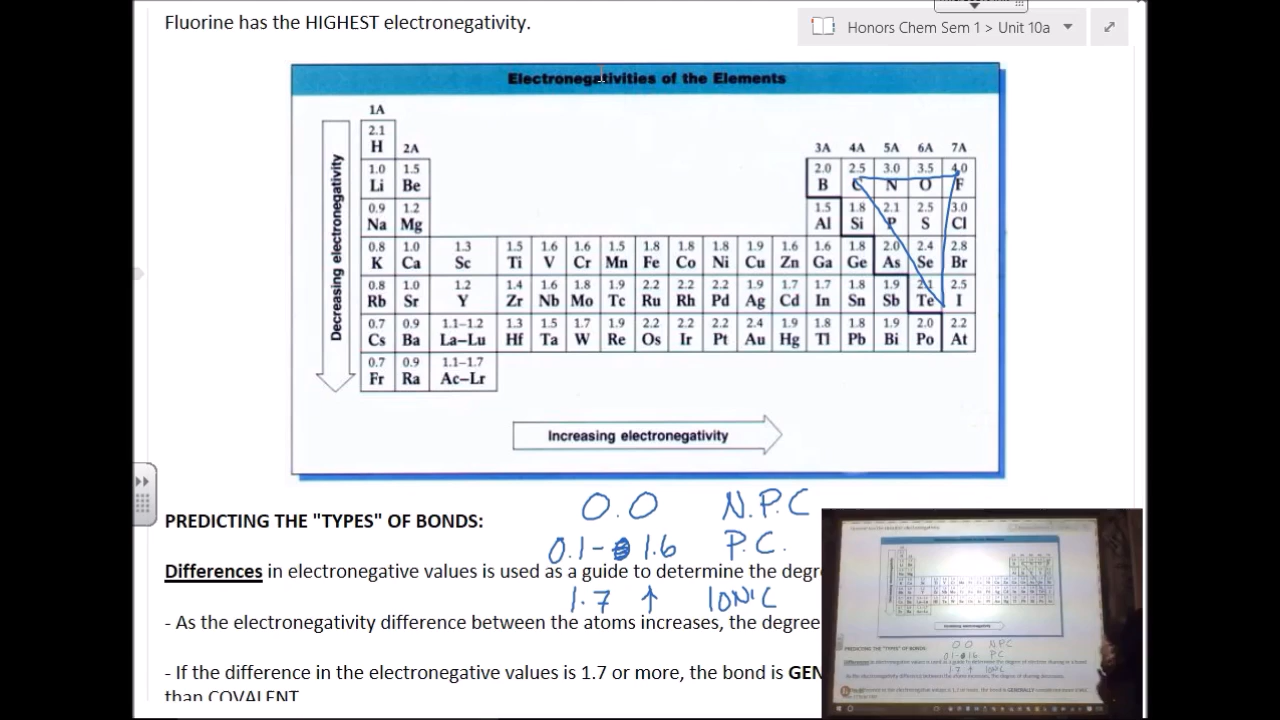 Fluorine has the HIGHEST electronegativity.
Honors Chem Sem 1 > Unit 10a
Electronegativities of the Elements
Decreasing electronegativity
1A
2A 3A 4A 5A 6A 7A
2.1
H
1.0 1.5 2.0 2.5 3.0 3.5 4.0
Li Be B C N O F
0.9 1.2 1.5 1.8 2.1 2.5 3.0
Na Mg Al Si P S Cl
0.8 1.0 1.3 1.5 1.6 1.6 1.5 1.8 1.8 1.8 1.9 1.6 1.6 1.8 2.0 2.4 2.8
K Ca Sc Ti V Cr Mn Fe Co Ni Cu Zn Ga Ge As Se Br
0.8 1.0 1.2 1.4 1.6 1.8 1.9 2.2 2.2 2.2 1.9 1.7 1.7 1.8 1.9 2.1 2.5
Rb Sr Y Zr Nb Mo Tc Ru Rh Pd Ag Cd In Sn Sb Te I
0.7 0.9 1.1–1.2 1.3 1.5 1.7 1.9 2.2 2.2 2.2 2.4 1.9 1.8 1.8 1.9 2.0 2.2
Cs Ba La–Lu Hf Ta W Re Os Ir Pt Au Hg Tl Pb Bi Po At
0.7 0.9 1.1–1.7
Fr Ra Ac–Lr
Increasing electronegativity
0.0 N.P.C
PREDICTING THE "TYPES" OF BONDS:
0.1- 1.6 P.C.
Differences in electronegative values is used as a guide to determine the degr
1.7 ↑ IONIC
- As the electronegativity difference between the atoms increases, the degree
- If the difference in the electronegative values is 1.7 or more, the bond is GEN
than COVALENT